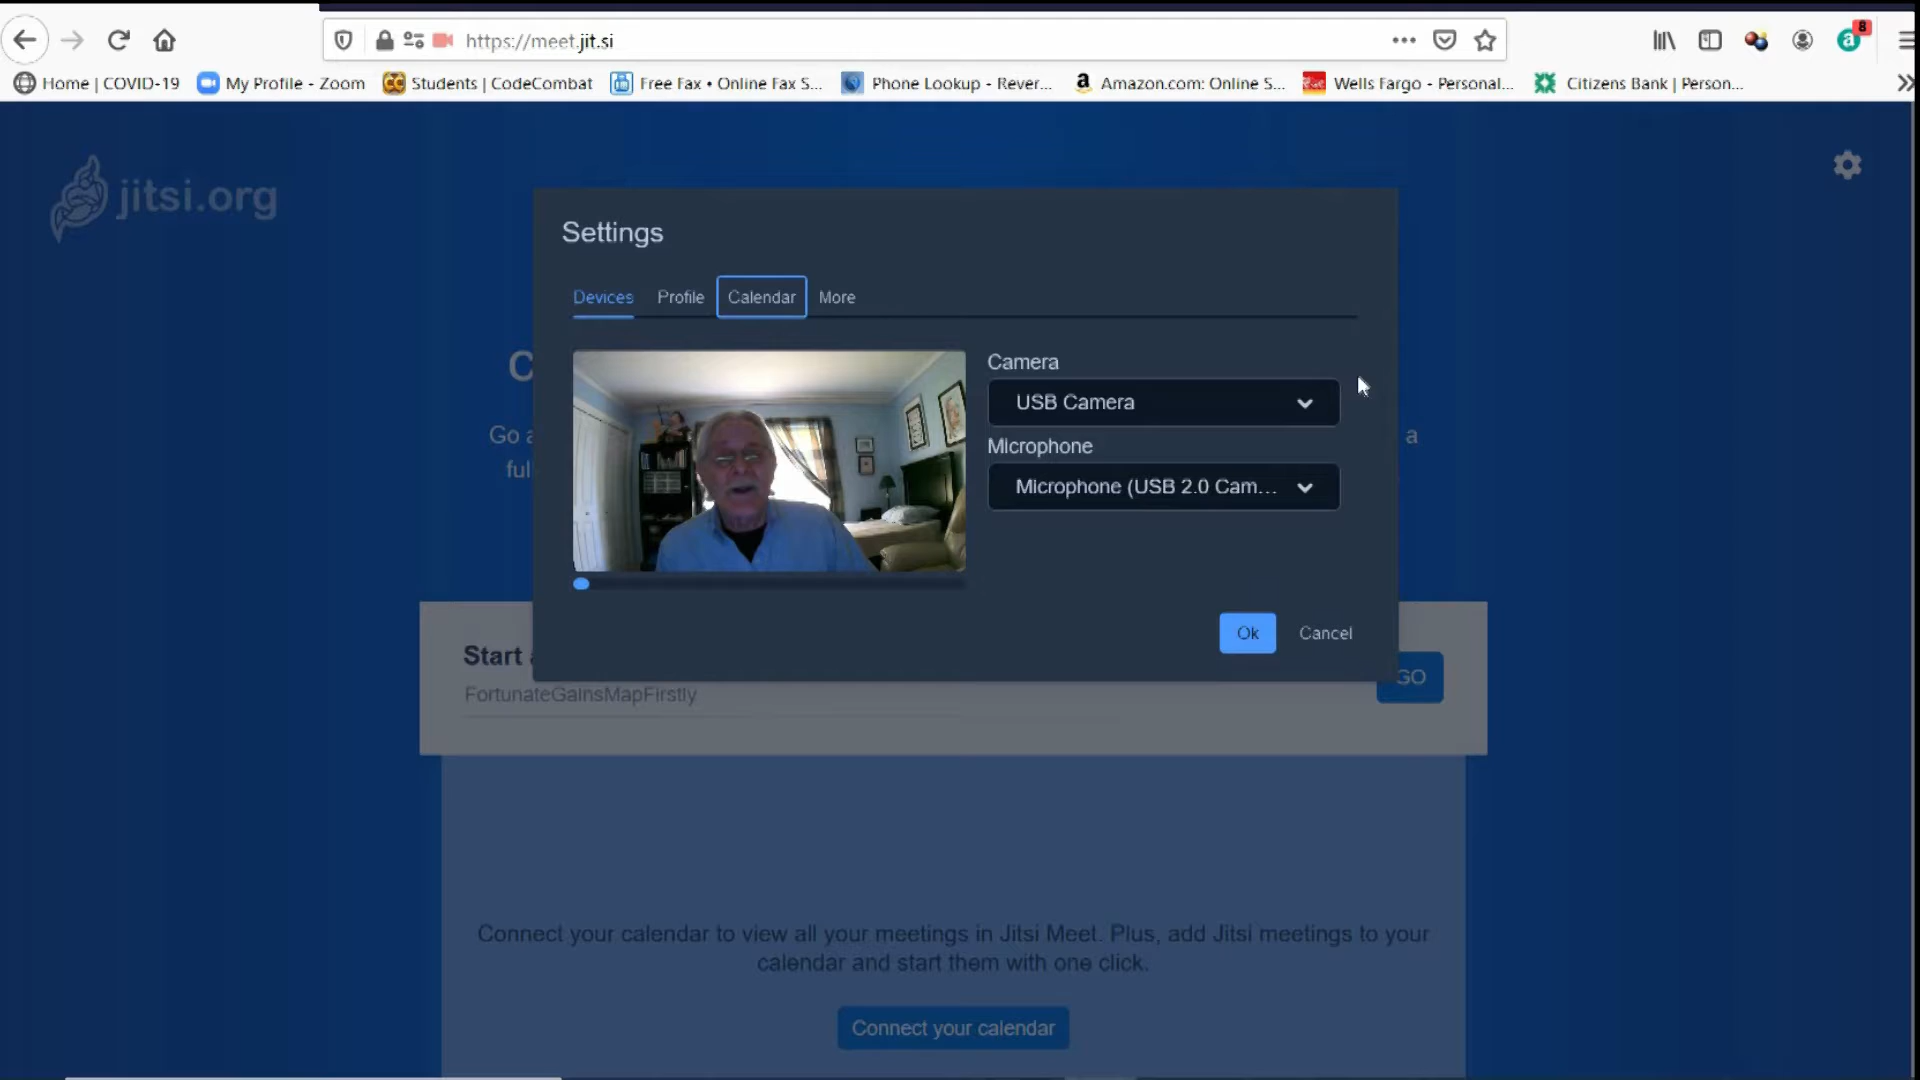 https://meet.jit.si
8
a
Home | COVID-19 My Profile - Zoom Students | CodeCombat Free Fax • Online Fax S... Phone Lookup - Rever... a Amazon.com: Online S... Wells Fargo - Personal... Citizens Bank | Person...
jitsi.org
Settings
Devices Profile Calendar More
Camera
USB Camera
Microphone
Microphone (USB 2.0 Cam...
Ok Cancel
C
Go a
a
ful
Start
GO
FortunateGainsMapFirstly
Connect your calendar to view all your meetings in Jitsi Meet. Plus, add Jitsi meetings to your
calendar and start them with one click.
Connect your calendar